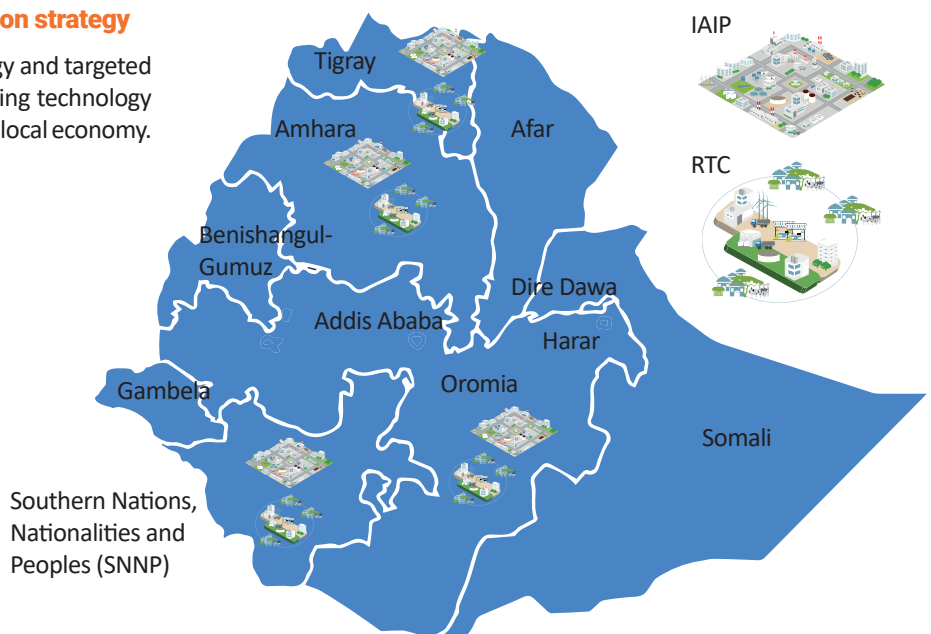 on strategy
gy and targeted
ing technology
local economy.
IAIP
RTC
Tigray
Amhara
Afar
Benishangul-
Gumuz
Dire Dawa
Addis Ababa
Harar
Gambela
Oromia
Somali
Southern Nations,
Nationalities and
Peoples (SNNP)